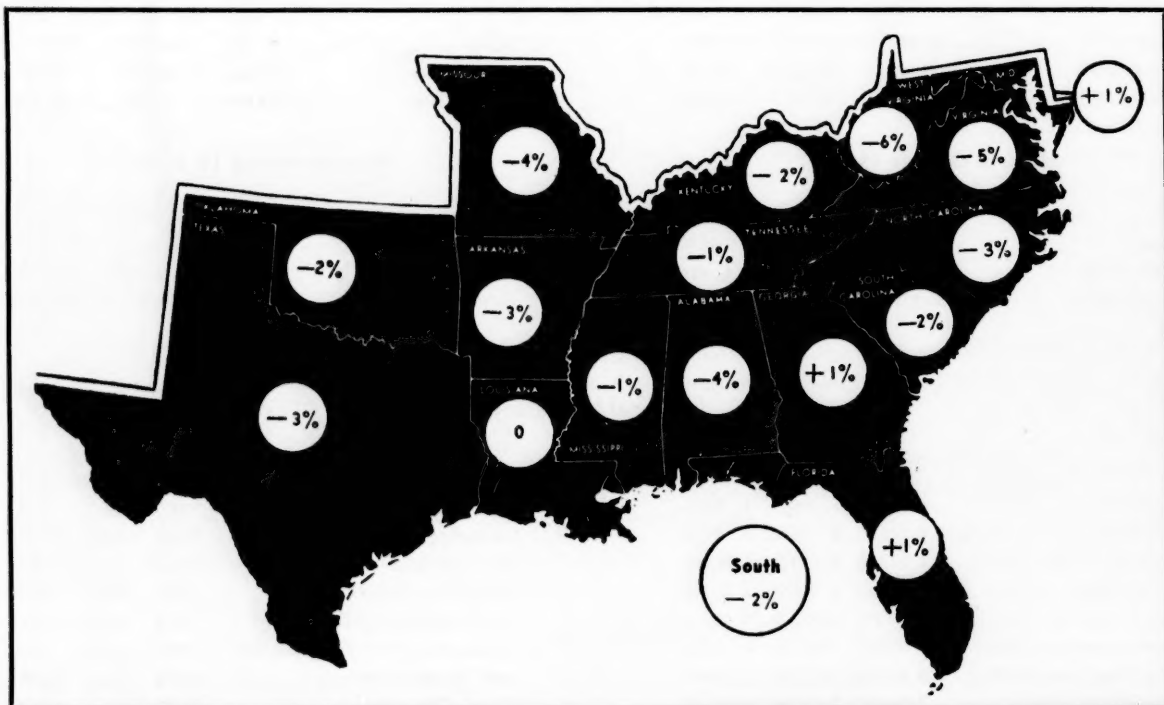 MISSOURI
WEST
VIRGINIA
MD.
+1%
-6%
VIRGINIA
-5%
-4%
-2%
KENTUCKY
OKLAHOMA
TEXAS
NORTH CAROLINA
TENNESSEE
-3%
-1%
-2%
ARKANSAS
SOUTH
CAROLINA
-3%
ALABAMA
GEORGIA
-2%
-1%
-4%
+1%
LOUISIANA
-3%
0
MISSISSIPPI
FLORIDA
+1%
South
-2%